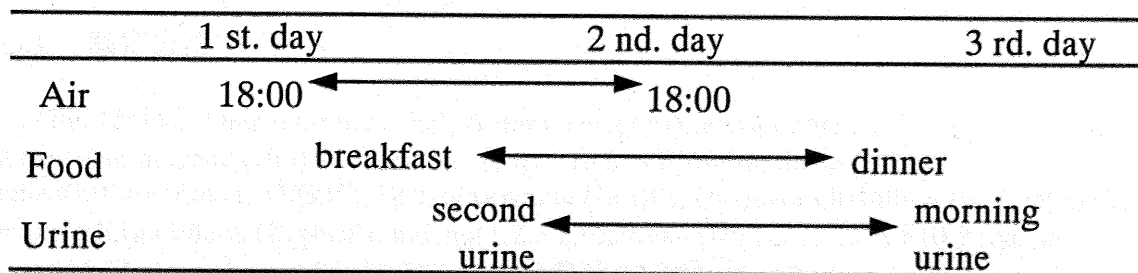 1 st. day 2 nd. day 3 rd. day
Air 18:00 18:00
Food breakfast dinner
Urine second urine morning urine